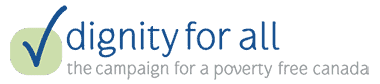 dignity for all
the campaign for a poverty free canada